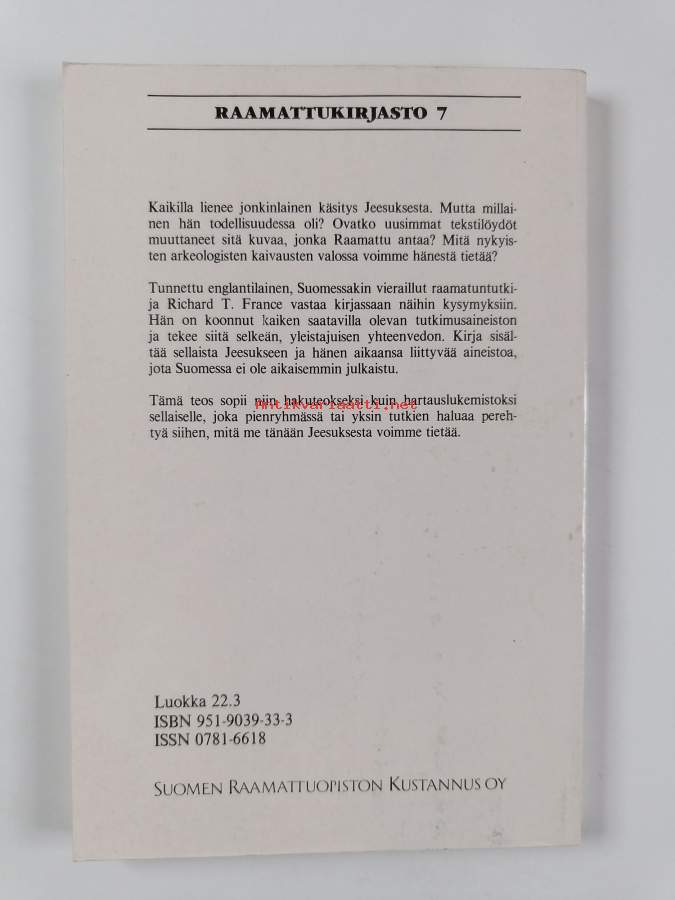 RAAMATTUKIRJASTO 7
Kaikilla lienee jonkinlainen käsitys Jeesuksesta. Mutta millai-
nen hän todellisuudessa oli? Ovatko uusimmat tekstilöydöt
muuttaneet sitä kuvaa, jonka Raamattu antaa? Mitä nykyis-
ten arkeologisten kaivausten valossa voimme hänestä tietää?
Tunnettu englantilainen, Suomessakin vieraillut raamatuntutki-
ja Richard T. France vastaa kirjassaan näihin kysymyksiin.
Hän on koonnut kaiken saatavilla olevan tutkimusaineiston
ja tekee siitä selkeän, yleistajuisen yhteenvedon. Kirja sisäl-
tää sellaista Jeesukseen ja hänen aikaansa liittyvää aineistoa,
jota Suomessa ei ole aikaisemmin julkaistu.
Tämä teos sopii niin hakuteokseksi kuin hartauslukemistoksi
Antikvariaatti.net
sellaiselle, joka pienryhmässä tai yksin tutkien haluaa pereh-
tyä siihen, mitä me tänään Jeesuksesta voimme tietää.
Luokka 22.3
ISBN 951-9039-33-3
ISSN 0781-6618
SUOMEN RAAMATTUOPISTON KUSTANNUS OY